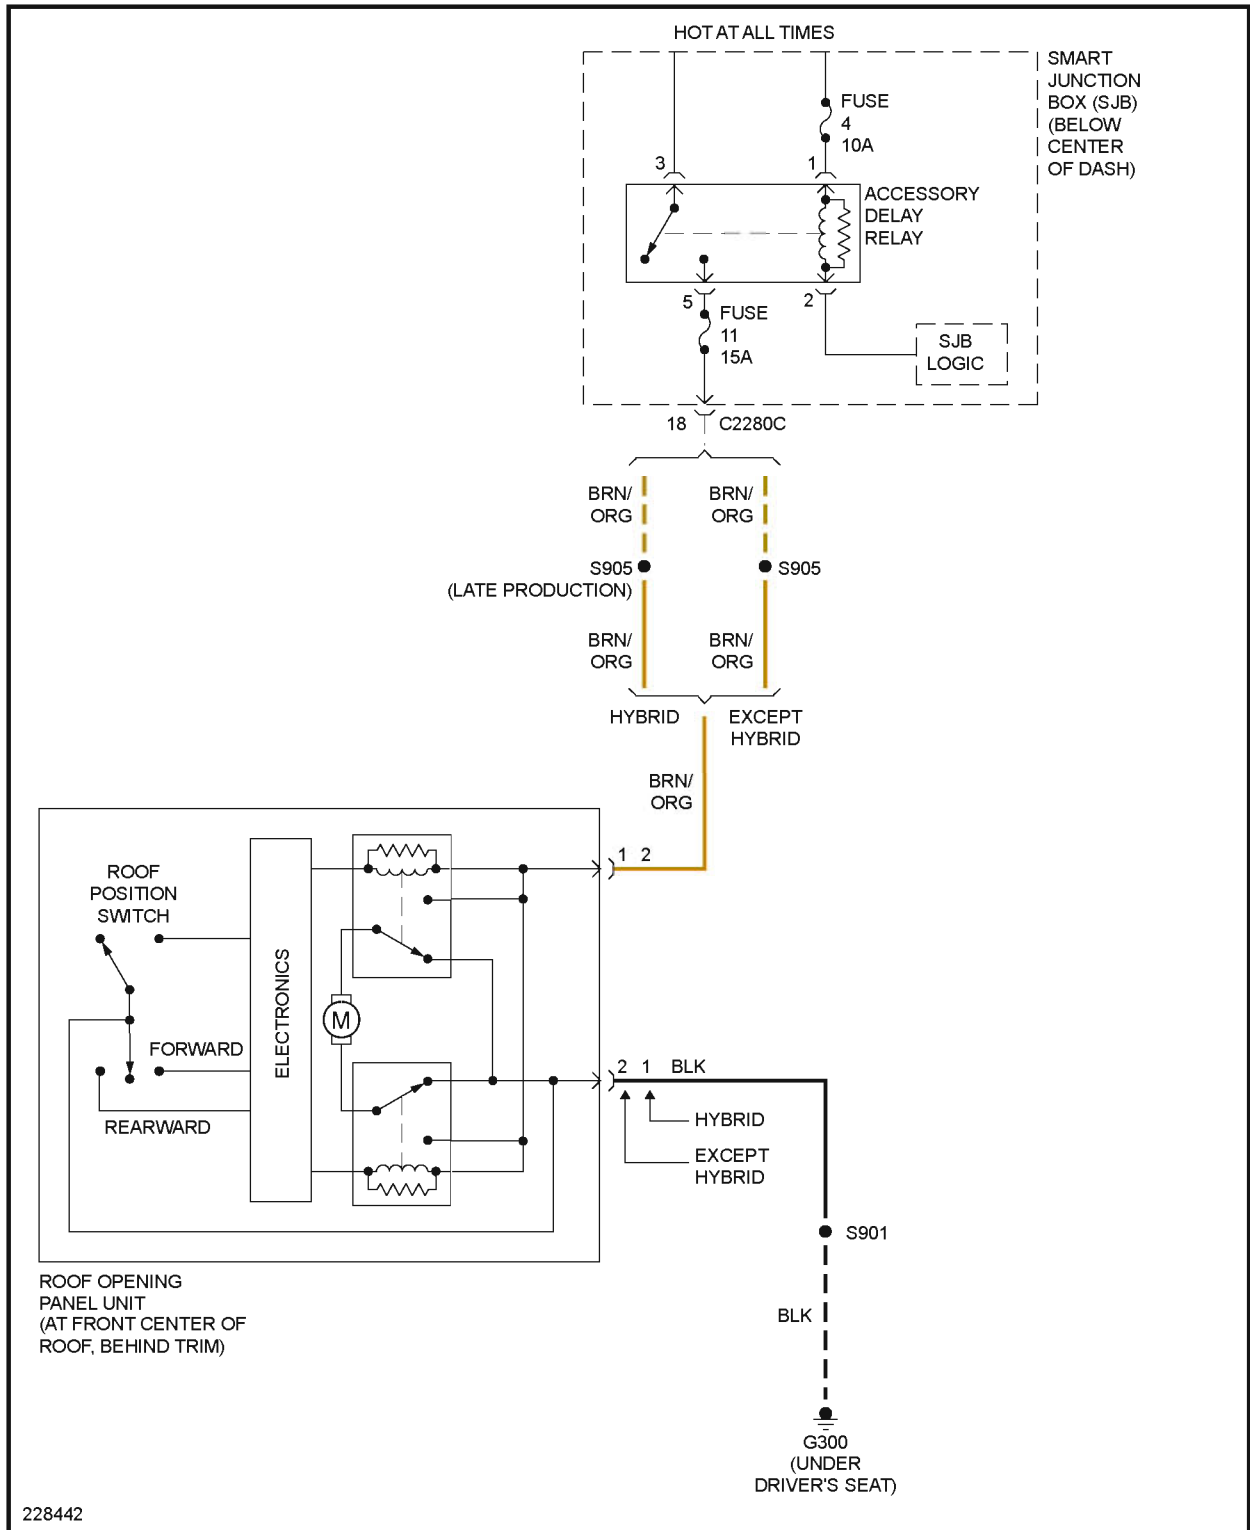 HOT AT ALL TIMES
SMART
JUNCTION
BOX (SJB)
(BELOW
CENTER
OF DASH)
FUSE
4
10A
3
1
ACCESSORY
DELAY
RELAY
5
2
FUSE
11
15A
SJB
LOGIC
18
C2280C
BRN/
ORG
BRN/
ORG
S905
(LATE PRODUCTION)
S905
BRN/
ORG
BRN/
ORG
HYBRID
EXCEPT
HYBRID
BRN/
ORG
1 2
ROOF
POSITION
SWITCH
ELECTRONICS
M
FORWARD
REARWARD
2 1
BLK
HYBRID
EXCEPT
HYBRID
S901
ROOF OPENING
PANEL UNIT
(AT FRONT CENTER OF
ROOF, BEHIND TRIM)
BLK
G300
(UNDER
DRIVER'S SEAT)
228442